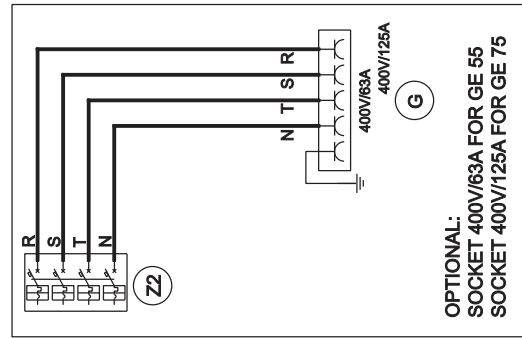 R
S
T
N
Z2
R
S
T
N
400V/63A
400V/125A
G
OPTIONAL:
SOCKET 400V/63A FOR GE 55
SOCKET 400V/125A FOR GE 75